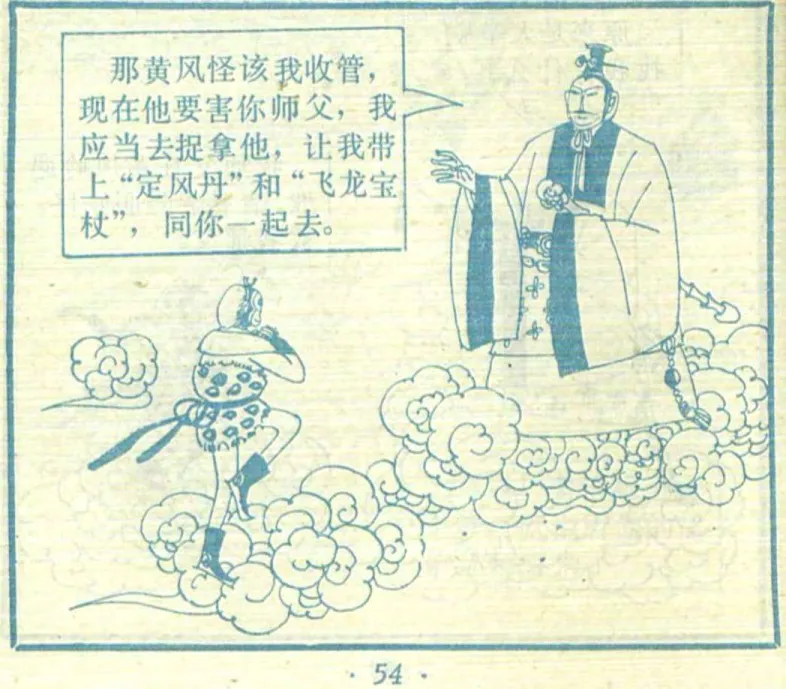 那黄风怪该我收管，
现在他要害你师父，我
应当去捉拿他，让我带
上“定风丹”和“飞龙宝
杖”，同你一起去。
· 54 ·